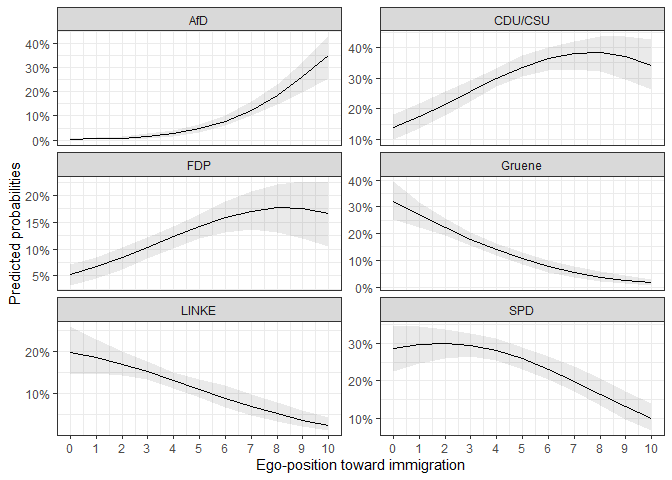 AfD
CDU/CSU
40%
30%
20%
10%
0%
40%
30%
20%
10%
FDP
Gruene
20%
15%
10%
5%
40%
30%
20%
10%
0%
LINKE
SPD
20%
10%
30%
20%
10%
0 1 2 3 4 5 6 7 8 9 10
0 1 2 3 4 5 6 7 8 9 10
Predicted probabilities
Ego-position toward immigration